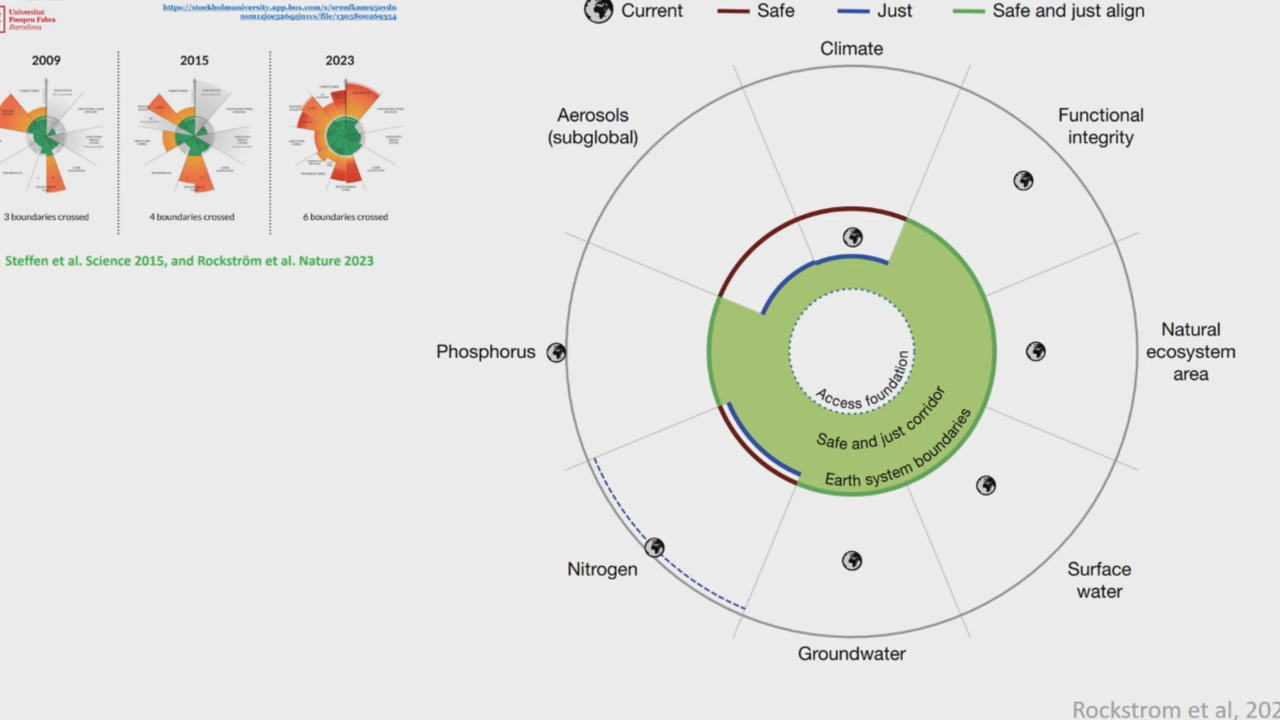 Universitat
Pompeu Fabra
Barcelona
2009
2015
2023
3 boundaries crossed
4 boundaries crossed
6 boundaries crossed
Steffen et al. Science 2015, and Rockström et al. Nature 2023
Current
Safe
Just
Safe and just align
Climate
Aerosols
(subglobal)
Functional
integrity
Phosphorus
Natural
ecosystem
area
Access foundation
Safe and just corridor
Earth system boundaries
Nitrogen
Surface
water
Groundwater
Rockstrom et al, 202